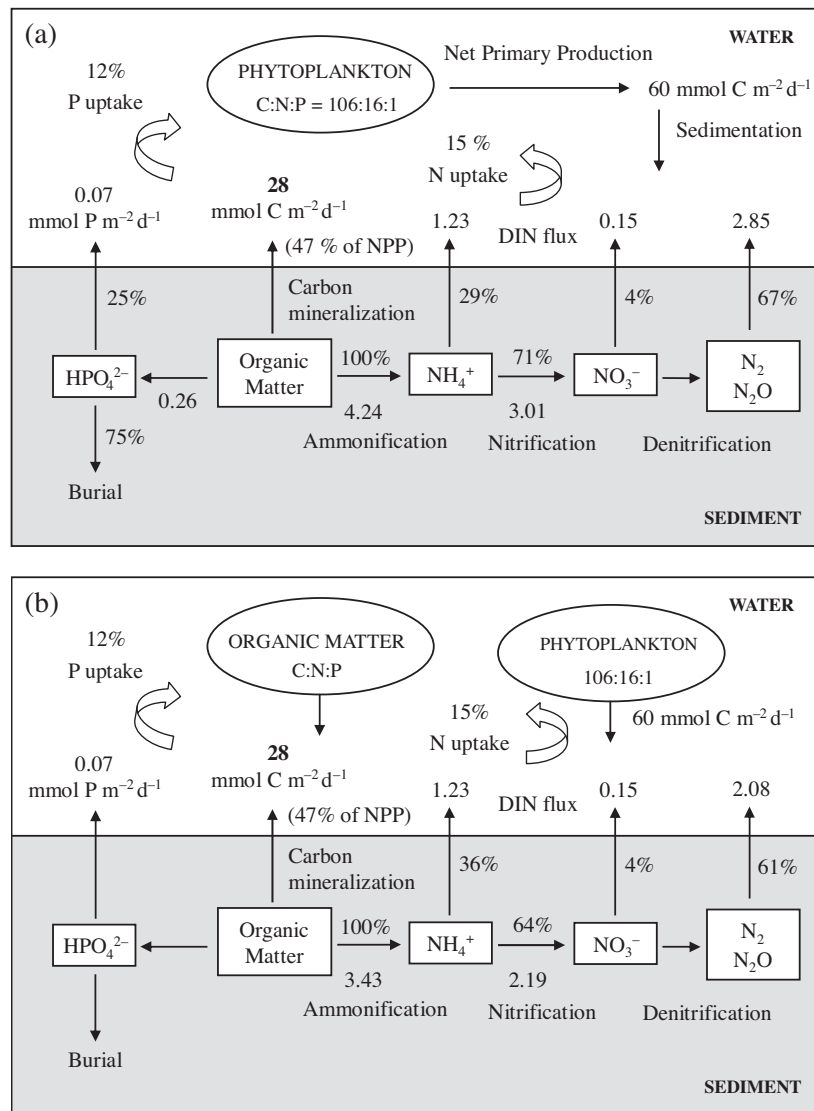 (a)
WATER
12%
P uptake
PHYTOPLANKTON
C:N:P = 106:16:1
Net Primary Production
60 mmol C m⁻² d⁻¹
Sedimentation
15 %
N uptake
0.07
mmol P m⁻² d⁻¹
28
mmol C m⁻² d⁻¹
(47 % of NPP)
1.23
DIN flux
0.15
2.85
25%
Carbon
mineralization
29%
4%
67%
HPO₄²⁻
0.26
Organic
Matter
100%
4.24
NH₄⁺
71%
3.01
NO₃⁻
N₂
N₂O
75%
Ammonification
Nitrification
Denitrification
Burial
SEDIMENT
(b)
WATER
12%
P uptake
ORGANIC MATTER
C:N:P
PHYTOPLANKTON
106:16:1
15%
N uptake
60 mmol C m⁻² d⁻¹
0.07
mmol P m⁻² d⁻¹
28
mmol C m⁻² d⁻¹
(47% of NPP)
1.23
DIN flux
0.15
2.08
Carbon
mineralization
36%
4%
61%
HPO₄²⁻
Organic
Matter
100%
3.43
NH₄⁺
64%
2.19
NO₃⁻
N₂
N₂O
Ammonification
Nitrification
Denitrification
Burial
SEDIMENT